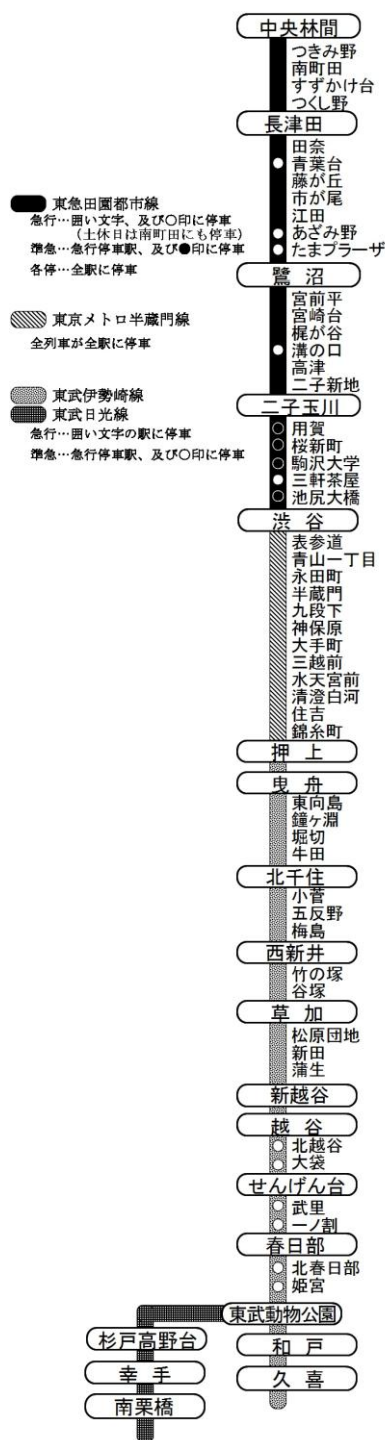 中央林間
つきみ野
南町田
すずかけ台
つくし野
長津田
田奈
青葉台
藤が丘
市が尾
江田
あざみ野
たまプラーザ
鷺沼
宮前平
宮崎台
梶が谷
溝の口
高津
二子新地
二子玉川
用賀
桜新町
駒沢大学
三軒茶屋
池尻大橋
渋谷
表参道
青山一丁目
永田町
半蔵門
九段下
神保原
大手町
三越前
水天宮前
清澄白河
住吉
錦糸町
押上
曳舟
東向島
鐘ヶ淵
堀切
牛田
北千住
小菅
五反野
梅島
西新井
竹の塚
谷塚
草加
松原団地
新田
蒲生
新越谷
越谷
北越谷
大袋
せんげん台
武里
一ノ割
春日部
北春日部
姫宮
東武動物公園
和戸
久喜
杉戸高野台
幸手
南栗橋
東急田園都市線
急行…囲い文字、及び○印に停車
(土休日は南町田にも停車)
準急…急行停車駅、及び●印に停車
各停…全駅に停車
東京メトロ半蔵門線
全列車が全駅に停車
東武伊勢崎線
東武日光線
急行…囲い文字の駅に停車
準急…急行停車駅、及び○印に停車